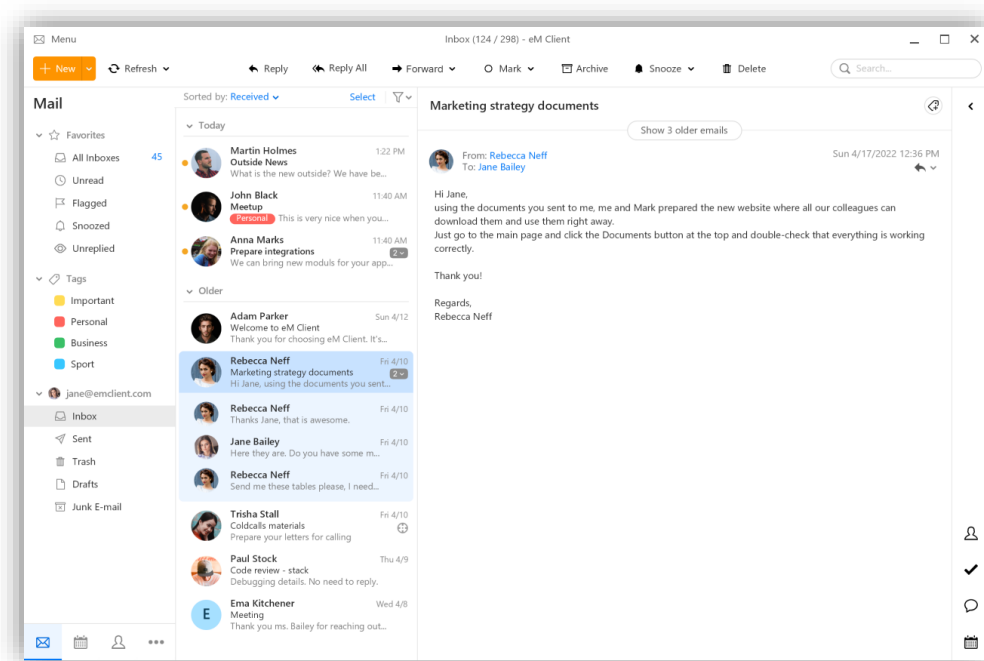 Menu
Inbox (124 / 298) - eM Client
New
Refresh
Reply
Reply All
Forward
Mark
Archive
Snooze
Delete
Search...
Mail
Favorites
All Inboxes 45
Unread
Flagged
Snoozed
Unreplied
Tags
Important
Personal
Business
Sport
jane@emclient.com
Inbox
Sent
Trash
Drafts
Junk E-mail
Sorted by: Received
Select
Today
Martin Holmes 1:22 PM
Outside News
What is the new outside? We have be...
John Black 11:40 AM
Meetup
Personal This is very nice when you...
Anna Marks 11:40 AM
Prepare integrations 2
We can bring new moduls for your app...
Older
Adam Parker Sun 4/12
Welcome to eM Client
Thank you for choosing eM Client. It's...
Rebecca Neff Fri 4/10
Marketing strategy documents 2
Hi Jane, using the documents you sent...
Rebecca Neff Fri 4/10
Thanks Jane, that is awesome.
Jane Bailey Fri 4/10
Here they are. Do you have some m...
Rebecca Neff Fri 4/10
Send me these tables please, I need...
Trisha Stall Fri 4/10
Coldcalls materials
Prepare your letters for calling
Paul Stock Thu 4/9
Code review - stack
Debugging details. No need to reply.
E
Ema Kitchener Wed 4/8
Meeting
Thank you ms. Bailey for reaching out...
Marketing strategy documents
Show 3 older emails
From: Rebecca Neff Sun 4/17/2022 12:36 PM
To: Jane Bailey
Hi Jane,
using the documents you sent to me, me and Mark prepared the new website where all our colleagues can
download them and use them right away.
Just go to the main page and click the Documents button at the top and double-check that everything is working
correctly.
Thank you!
Regards,
Rebecca Neff